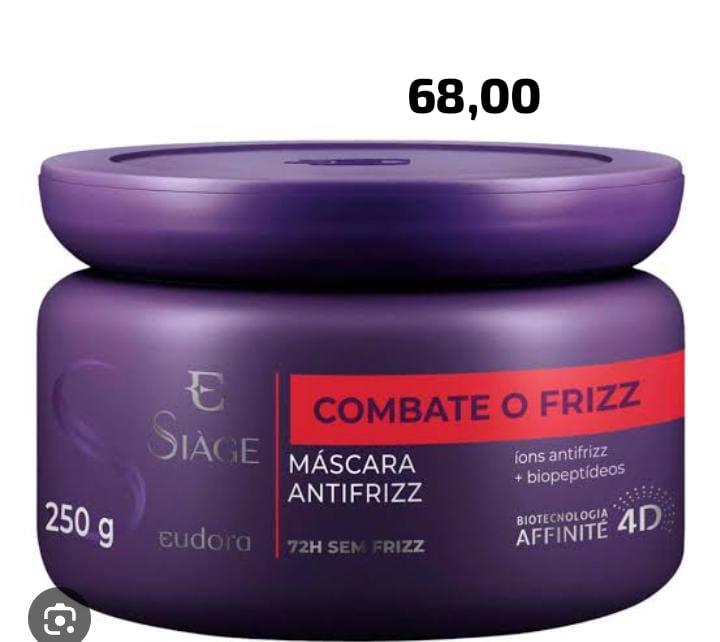 68,00
E
SIÀGE
eudora
250 g
COMBATE O FRIZZ
MÁSCARA
ANTIFRIZZ
72H SEM FRIZZ
íons antifrizz
+ biopeptídeos
BIOTECNOLOGIA
AFFINITÉ 4D